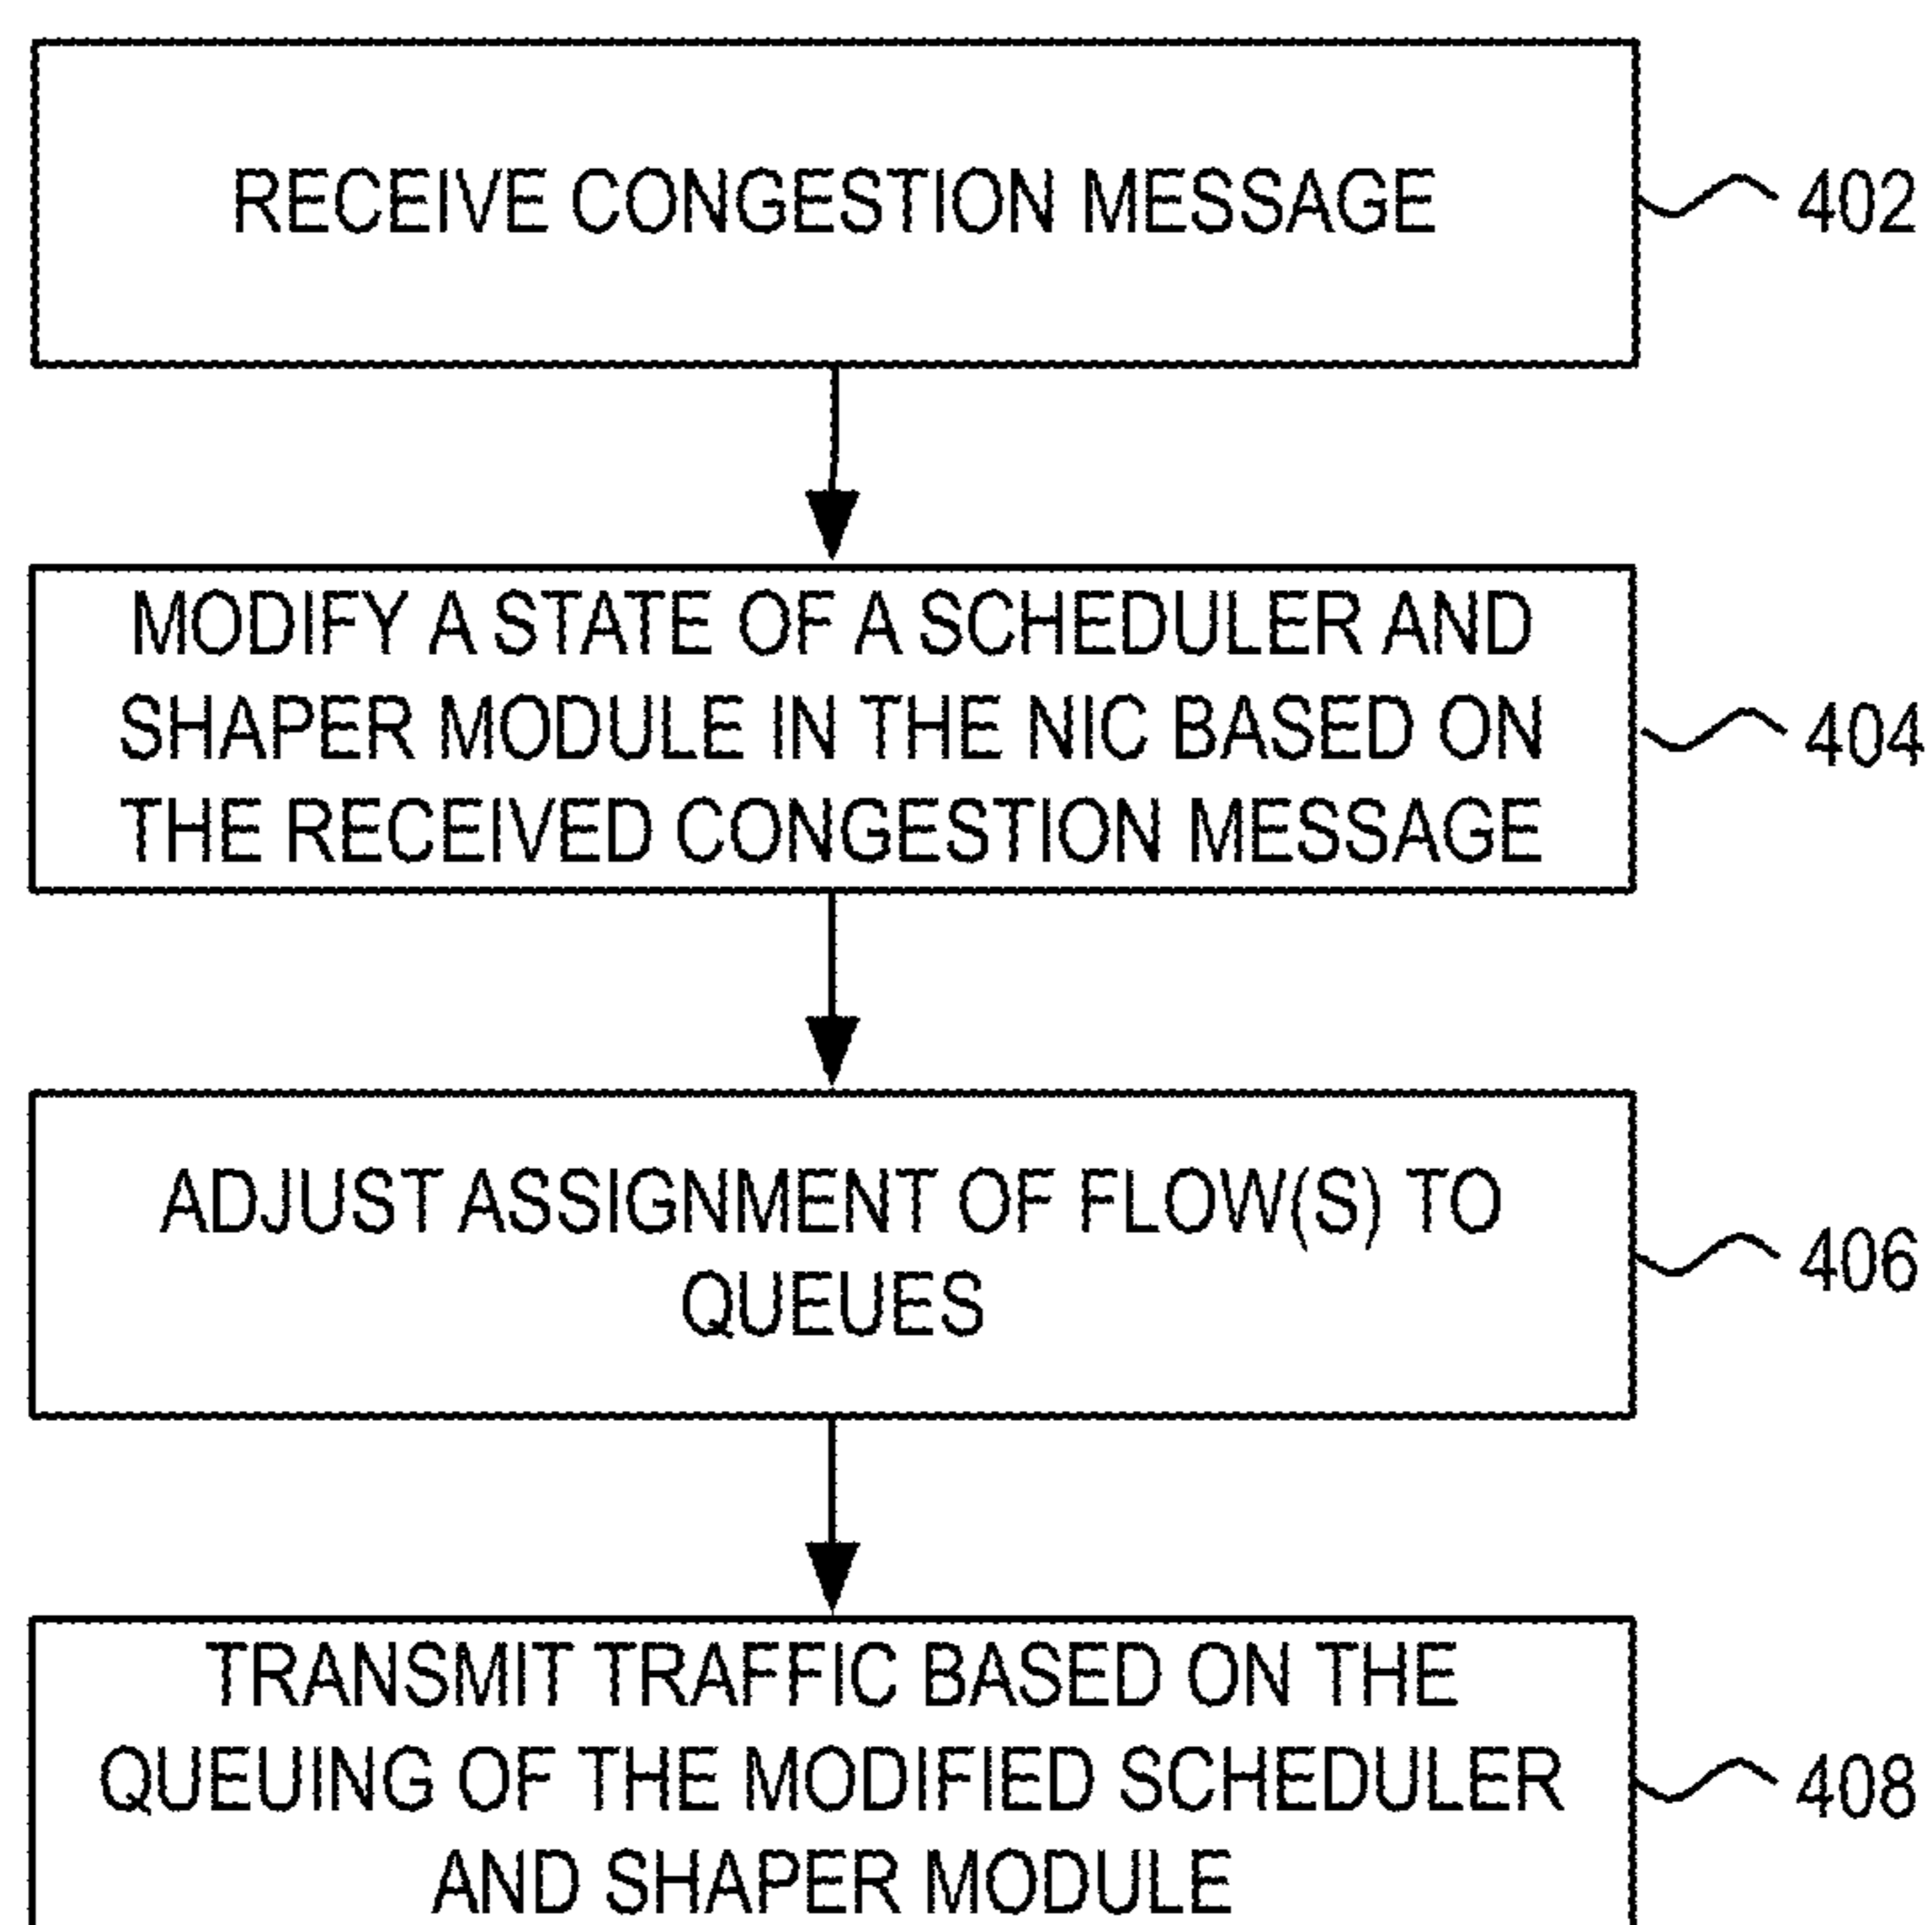 RECEIVE CONGESTION MESSAGE
402
MODIFY A STATE OF A SCHEDULER AND
SHAPER MODULE IN THE NIC BASED ON
THE RECEIVED CONGESTION MESSAGE
404
ADJUST ASSIGNMENT OF FLOW(S) TO
QUEUES
406
TRANSMIT TRAFFIC BASED ON THE
QUEUING OF THE MODIFIED SCHEDULER
AND SHAPER MODULE
408